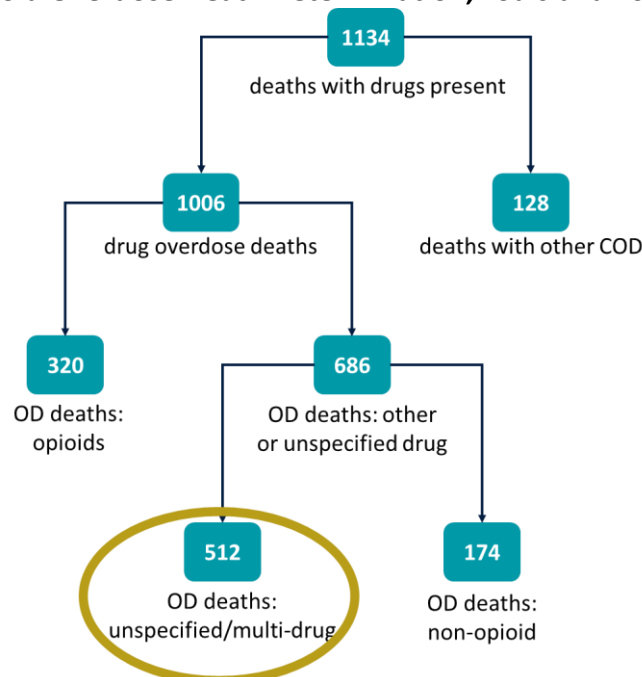 1134
deaths with drugs present
1006
drug overdose deaths
128
deaths with other COD
320
OD deaths:
opioids
686
OD deaths: other
or unspecified drug
512
OD deaths:
unspecified/multi-drug
174
OD deaths:
non-opioid